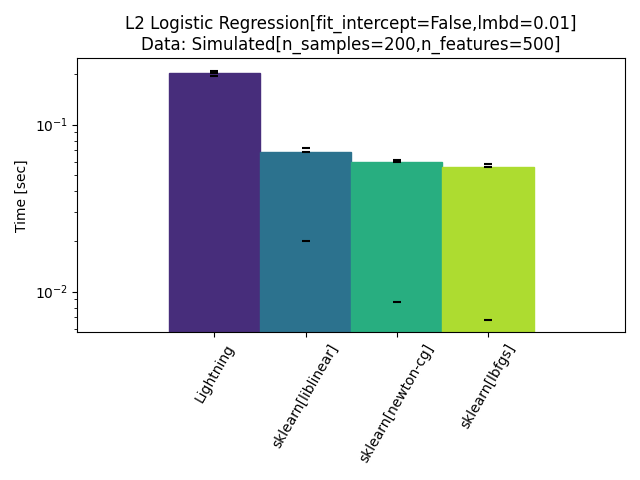 L2 Logistic Regression[fit_intercept=False,lmbd=0.01]
Data: Simulated[n_samples=200,n_features=500]
Time [sec]
10⁻¹
10⁻²
Lightning
sklearn[liblinear]
sklearn[newton-cg]
sklearn[lbfgs]